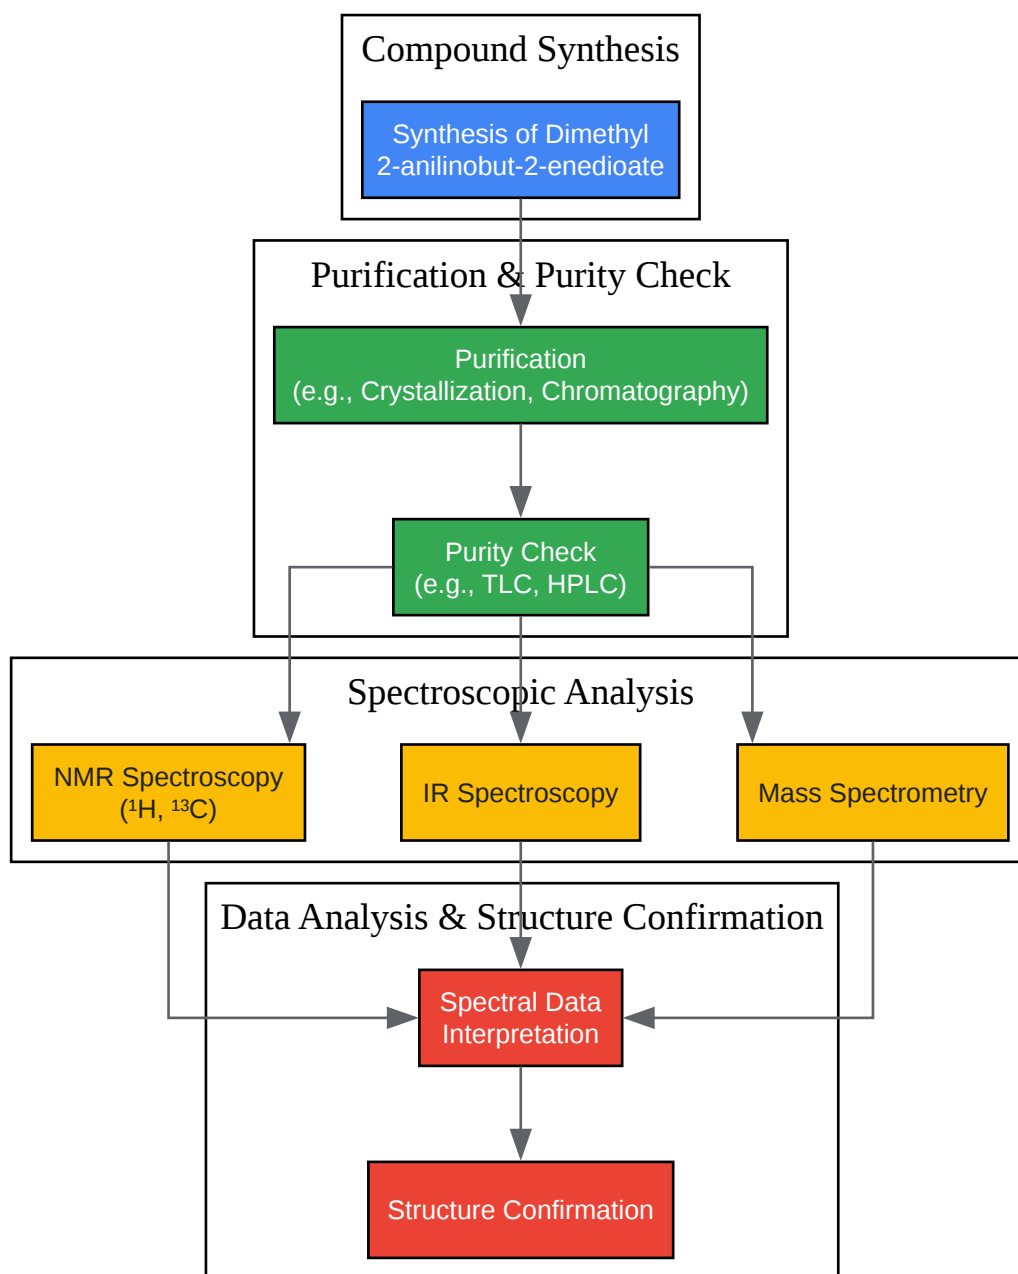 Compound Synthesis
Synthesis of Dimethyl
2-anilinobut-2-enedioate
Purification & Purity Check
Purification
(e.g., Crystallization, Chromatography)
Purity Check
(e.g., TLC, HPLC)
Spectroscopic Analysis
NMR Spectroscopy
(¹H, ¹³C)
IR Spectroscopy
Mass Spectrometry
Data Analysis & Structure Confirmation
Spectral Data
Interpretation
Structure Confirmation